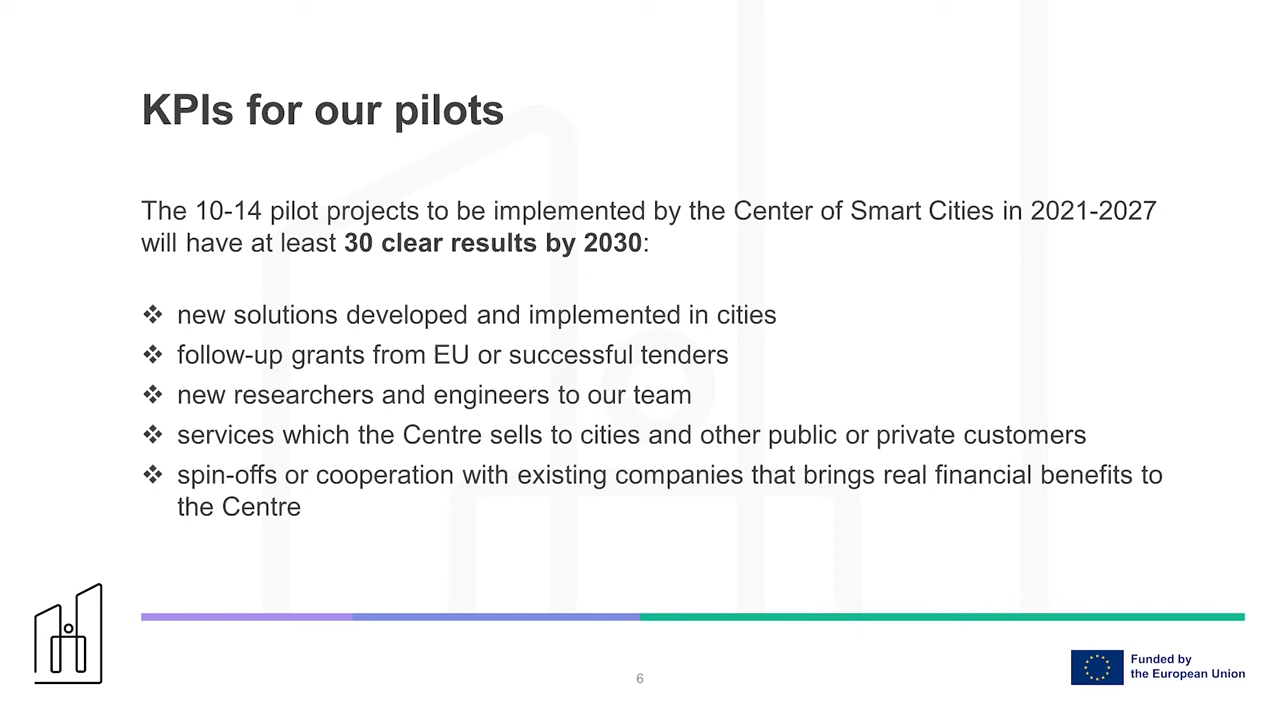 KPIs for our pilots
The 10-14 pilot projects to be implemented by the Center of Smart Cities in 2021-2027
will have at least 30 clear results by 2030:
❖ new solutions developed and implemented in cities
❖ follow-up grants from EU or successful tenders
❖ new researchers and engineers to our team
❖ services which the Centre sells to cities and other public or private customers
❖ spin-offs or cooperation with existing companies that brings real financial benefits to
the Centre
6
Funded by
the European Union